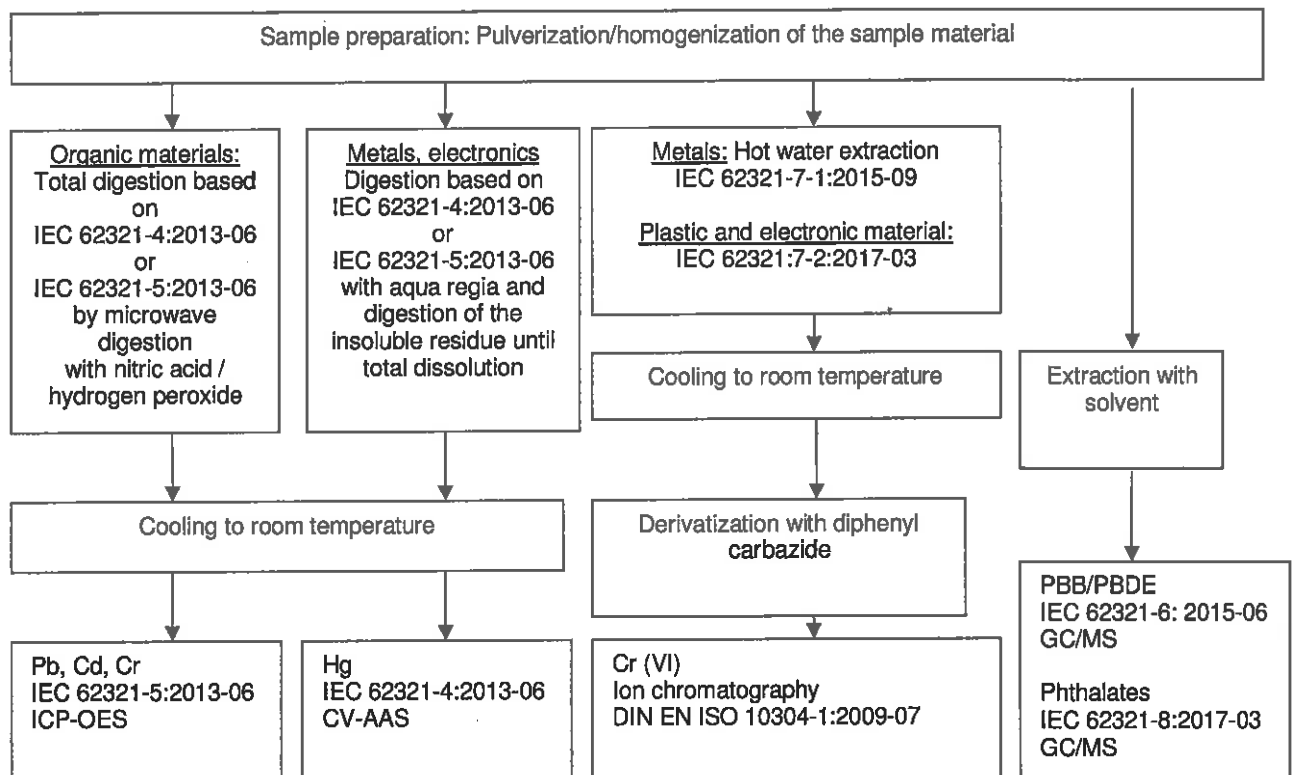 Sample preparation: Pulverization/homogenization of the sample material
Organic materials:
Total digestion based
on
IEC 62321-4:2013-06
or
IEC 62321-5:2013-06
by microwave
digestion
with nitric acid /
hydrogen peroxide
Metals, electronics
Digestion based on
IEC 62321-4:2013-06
or
IEC 62321-5:2013-06
with aqua regia and
digestion of the
insoluble residue until
total dissolution
Metals: Hot water extraction
IEC 62321-7-1:2015-09
Plastic and electronic material:
IEC 62321:7-2:2017-03
Cooling to room temperature
Extraction with
solvent
Cooling to room temperature
Derivatization with diphenyl
carbazide
Pb, Cd, Cr
IEC 62321-5:2013-06
ICP-OES
Hg
IEC 62321-4:2013-06
CV-AAS
Cr (VI)
Ion chromatography
DIN EN ISO 10304-1:2009-07
PBB/PBDE
IEC 62321-6: 2015-06
GC/MS
Phthalates
IEC 62321-8:2017-03
GC/MS